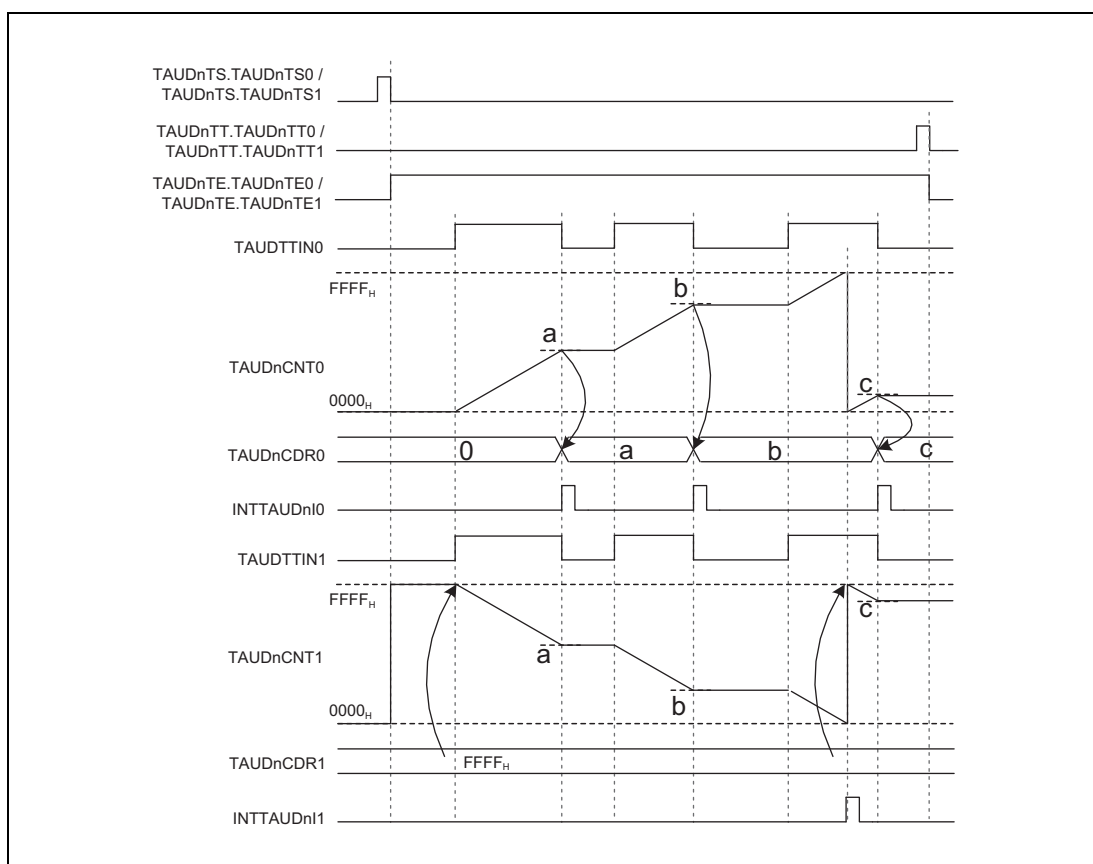 TAUDnTS.TAUDnTS0 /
TAUDnTS.TAUDnTS1
TAUDnTT.TAUDnTT0 /
TAUDnTT.TAUDnTT1
TAUDnTE.TAUDnTE0 /
TAUDnTE.TAUDnTE1
TAUDTTIN0
FFFFH
b
a
TAUDnCNT0
c
0000H
TAUDnCDR0
0
a
b
c
INTTAUDnI0
TAUDTTIN1
FFFFH
c
TAUDnCNT1
a
b
0000H
TAUDnCDR1
FFFFH
INTTAUDnI1